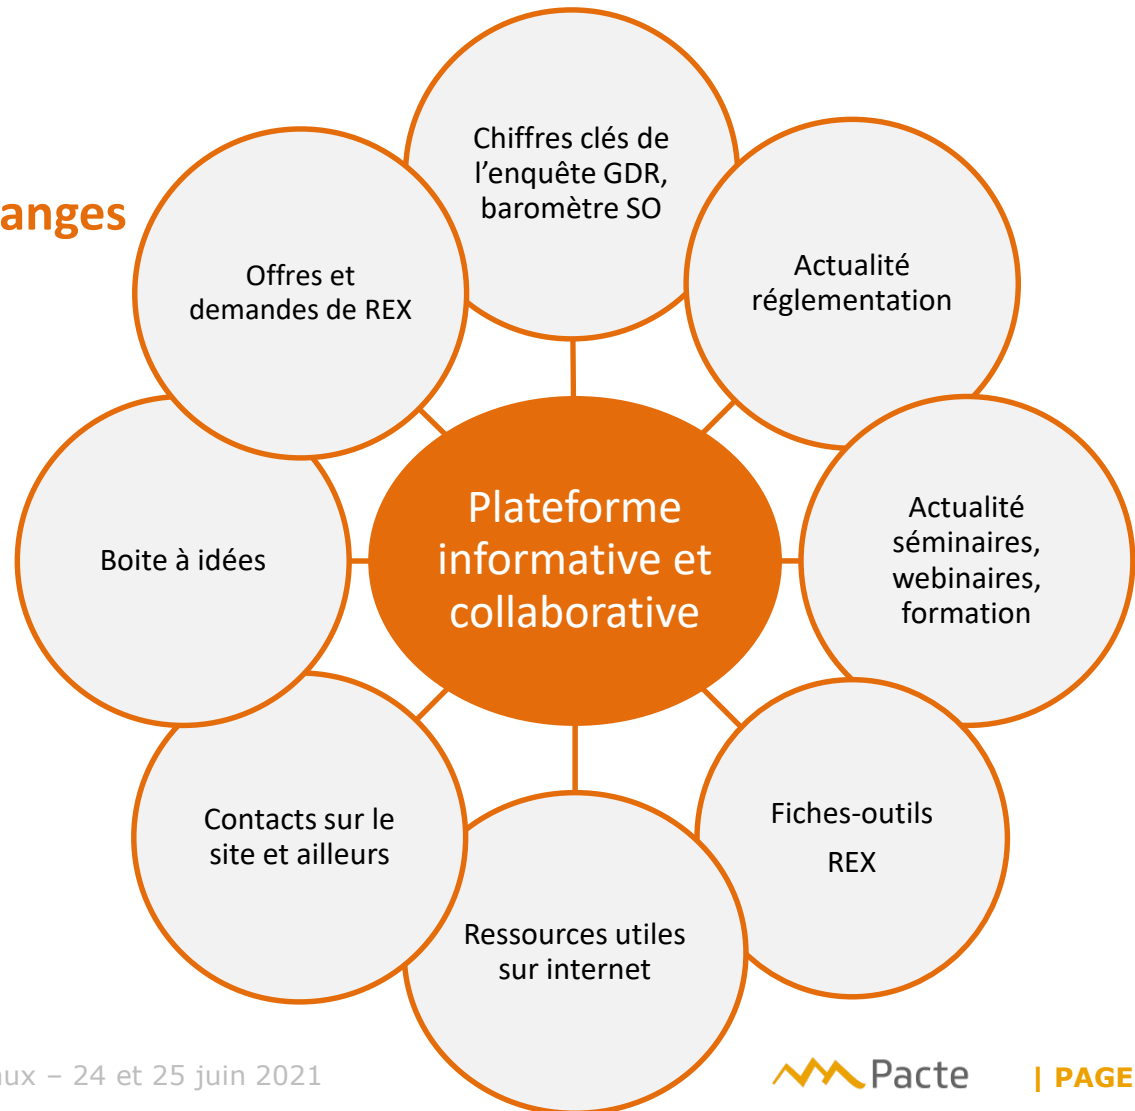 anges
Chiffres clés de
l’enquête GDR,
baromètre SO
Actualité
réglementation
Actualité
séminaires,
webinaires,
formation
Fiches-outils
REX
Ressources utiles
sur internet
Contacts sur le
site et ailleurs
Boite à idées
Offres et
demandes de REX
Plateforme
informative et
collaborative
aux – 24 et 25 juin 2021
Pacte
| PAGE